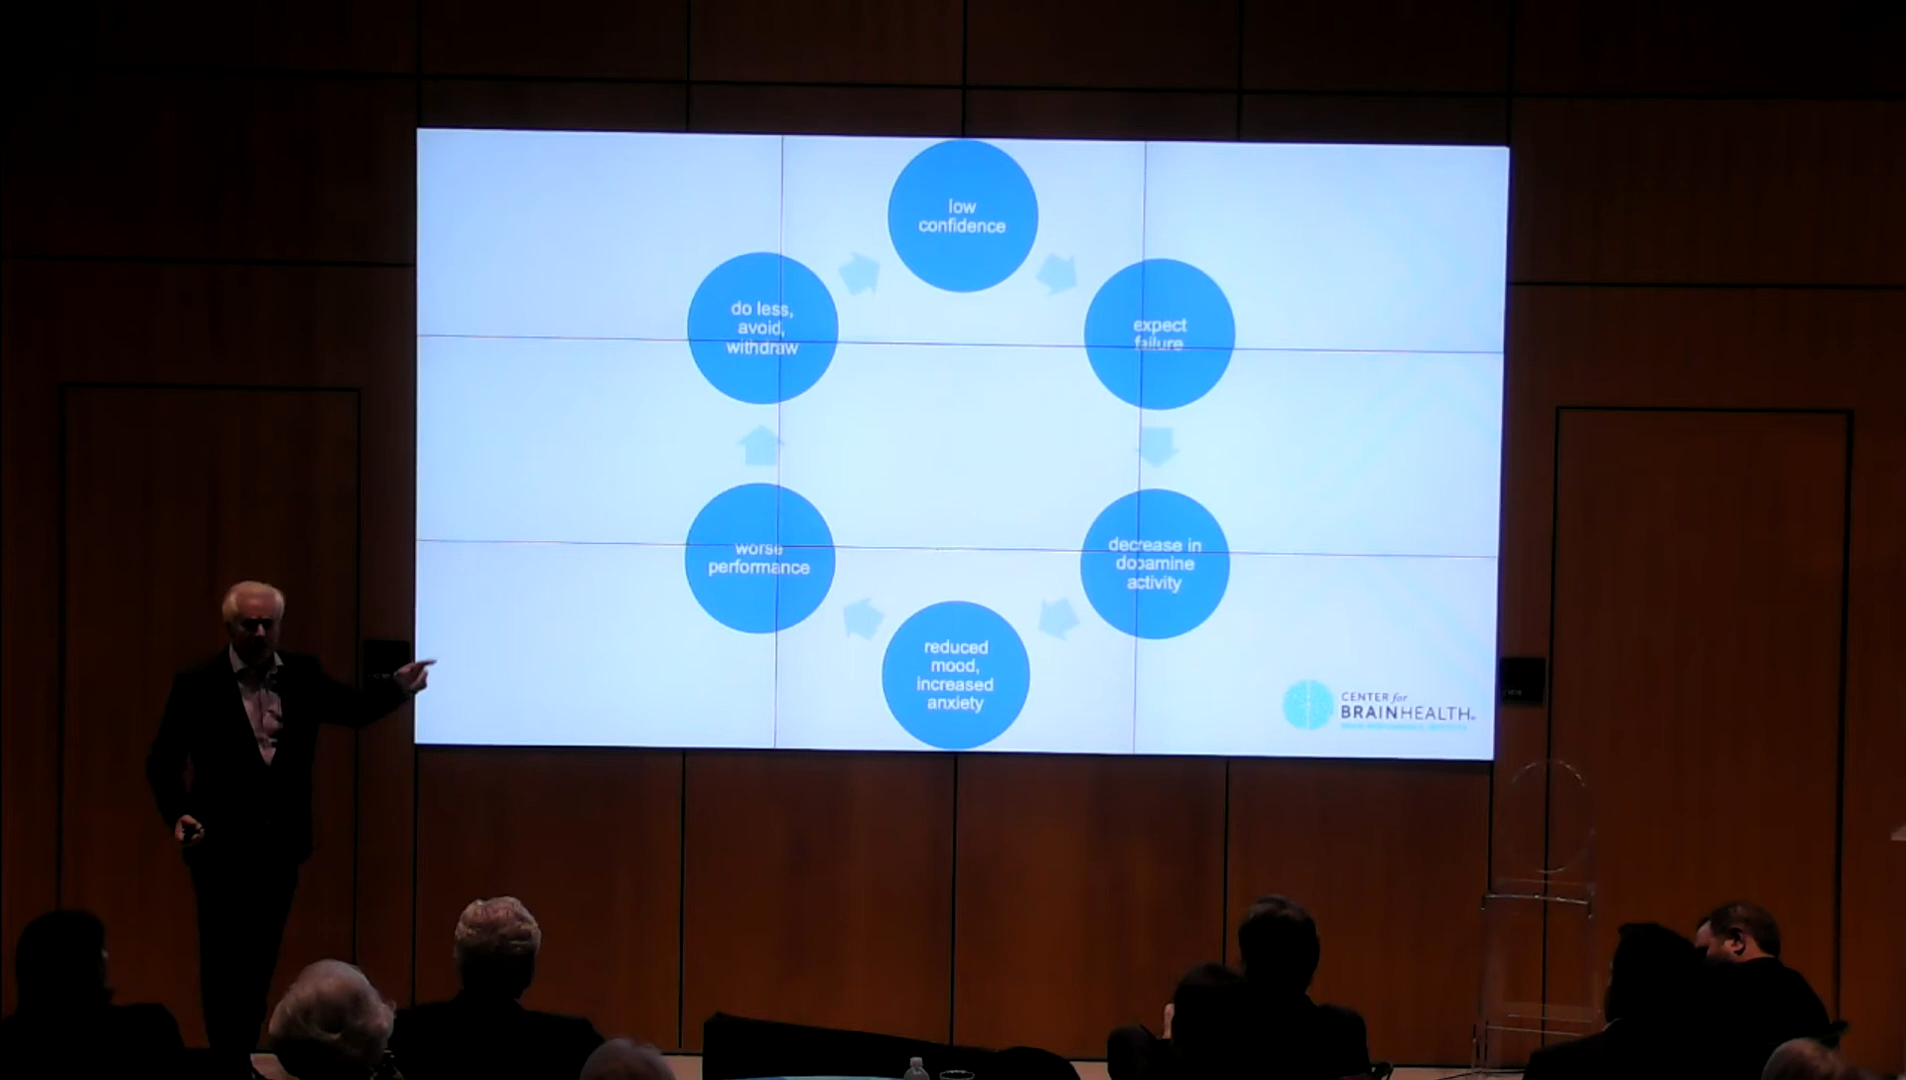 low
confidence
expect
failure
decrease in
dopamine
activity
reduced
mood,
increased
anxiety
worse
performance
do less,
avoid,
withdraw
CENTER for
BRAINHEALTH